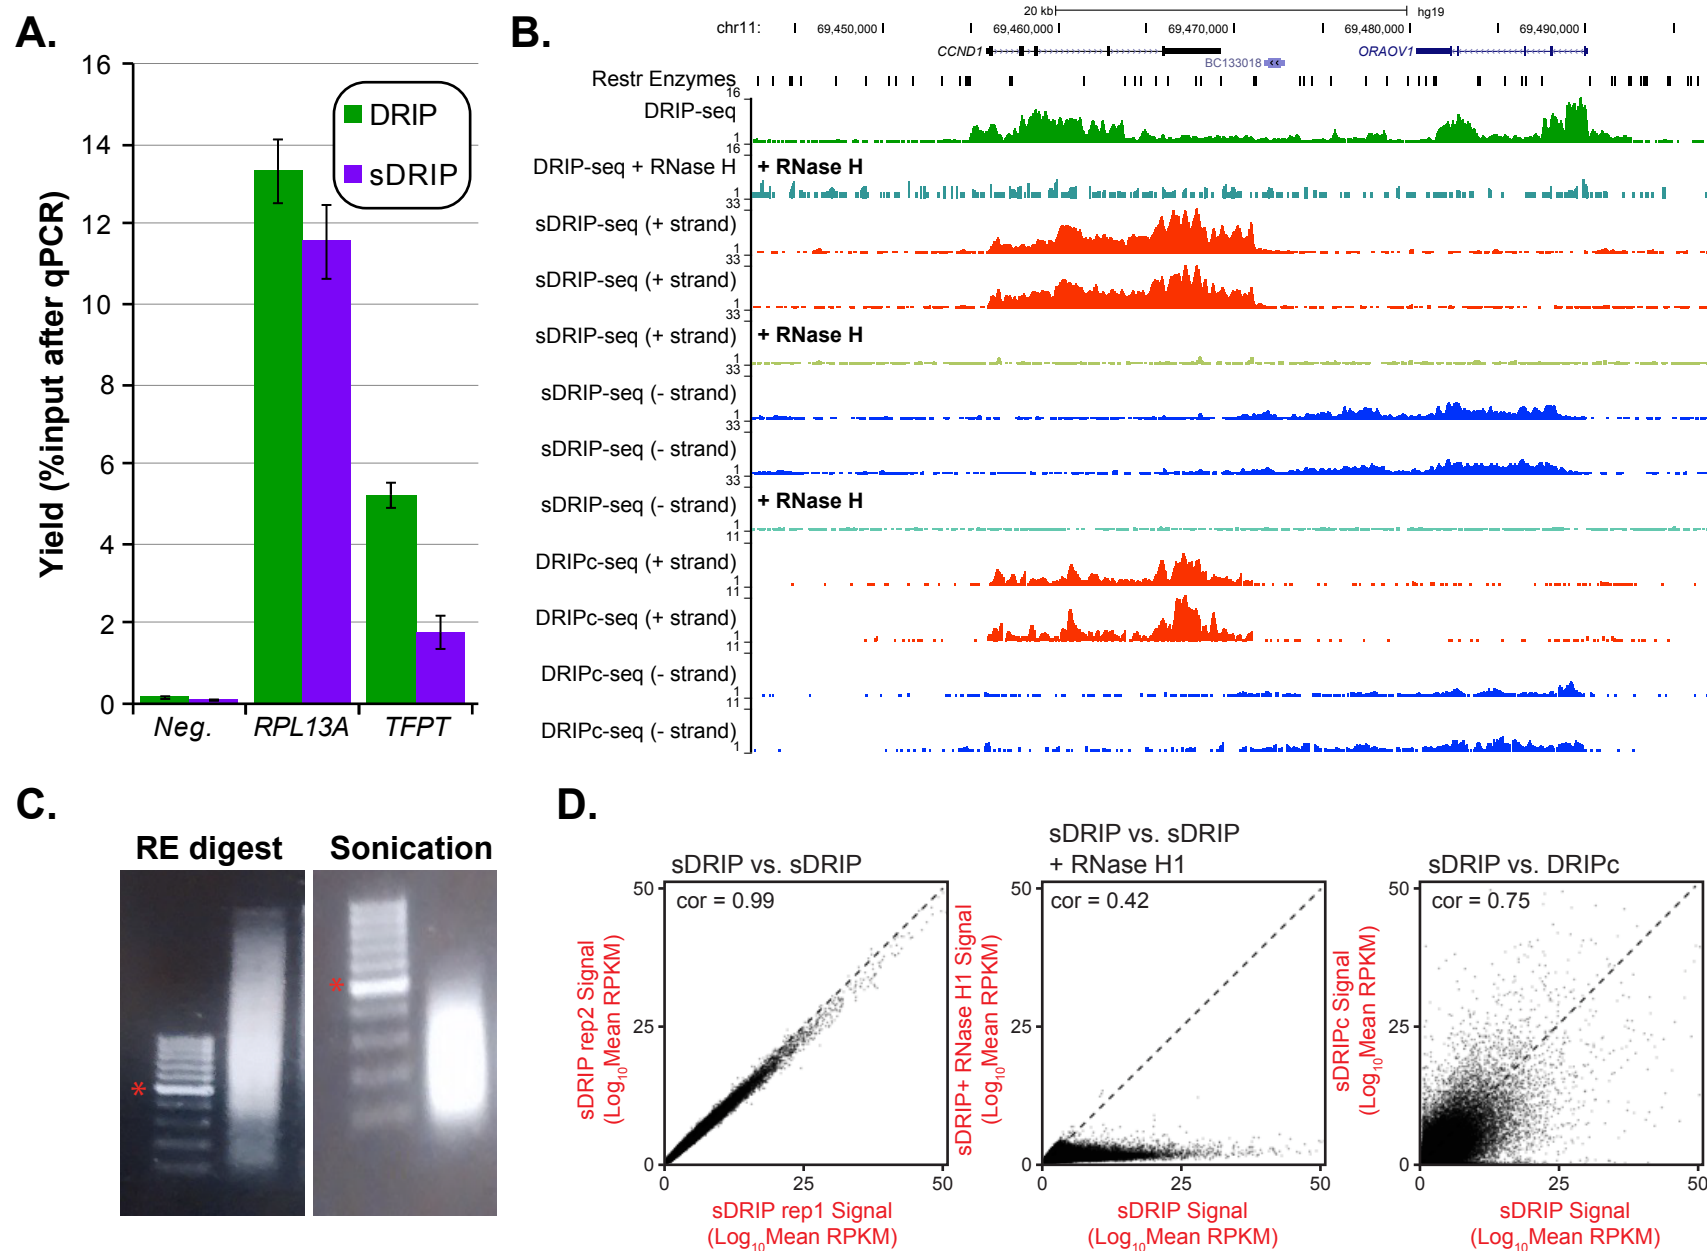 A.
16
14
12
10
8
6
4
2
0
Yield (%input after qPCR)
DRIP
sDRIP
Neg.
RPL13A
TFPT
B.
20 kb
hg19
chr11:
69,450,000
69,460,000
69,470,000
69,480,000
69,490,000
CCND1
ORAOV1
BC133018
Restr Enzymes
16
DRIP-seq
1
16
DRIP-seq + RNase H
+ RNase H
1
33
sDRIP-seq (+ strand)
1
33
sDRIP-seq (+ strand)
1
33
sDRIP-seq (+ strand)
+ RNase H
1
33
sDRIP-seq (- strand)
1
33
sDRIP-seq (- strand)
1
33
sDRIP-seq (- strand)
+ RNase H
1
11
DRIPc-seq (+ strand)
1
11
DRIPc-seq (+ strand)
1
11
DRIPc-seq (- strand)
1
11
DRIPc-seq (- strand)
1
C.
RE digest
Sonication
*
*
D.
sDRIP vs. sDRIP
cor = 0.99
50
25
0
0
25
50
sDRIP rep2 Signal
(Log10Mean RPKM)
sDRIP rep1 Signal
(Log10Mean RPKM)
sDRIP vs. sDRIP
+ RNase H1
cor = 0.42
50
25
0
0
25
50
sDRIP+ RNase H1 Signal
(Log10Mean RPKM)
sDRIP Signal
(Log10Mean RPKM)
sDRIP vs. DRIPc
cor = 0.75
50
25
0
0
25
50
sDRIPc Signal
(Log10Mean RPKM)
sDRIP Signal
(Log10Mean RPKM)